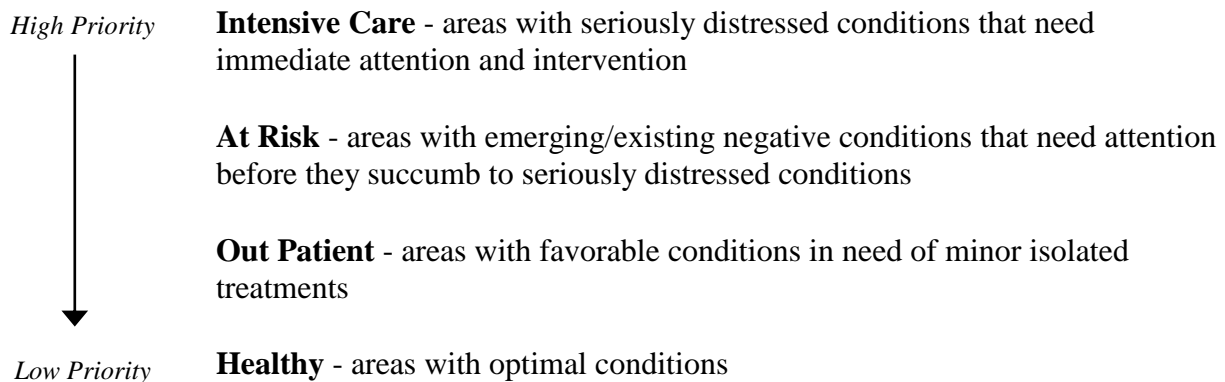 High Priority
Intensive Care - areas with seriously distressed conditions that need
immediate attention and intervention
At Risk - areas with emerging/existing negative conditions that need attention
before they succumb to seriously distressed conditions
Out Patient - areas with favorable conditions in need of minor isolated
treatments
Low Priority
Healthy - areas with optimal conditions